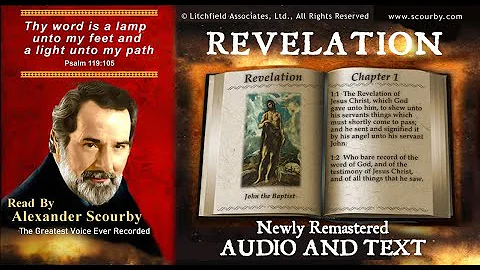 Thy word is a lamp
unto my feet and
a light unto my path
Psalm 119:105
Read By
Alexander Scourby
The Greatest Voice Ever Recorded
© Litchfield Associates, Ltd., All Rights Reserved
www.scourby.com
REVELATION
Revelation
John the Baptist
Chapter 1
1:1 The Revelation of
Jesus Christ, which God
gave unto him, to shew unto
his servants things which
must shortly come to pass;
and he sent and signified it
by his angel unto his servant
John:
1:2 Who bare record of the
word of God, and of the
testimony of Jesus Christ,
and of all things that he saw.
Newly Remastered
AUDIO AND TEXT